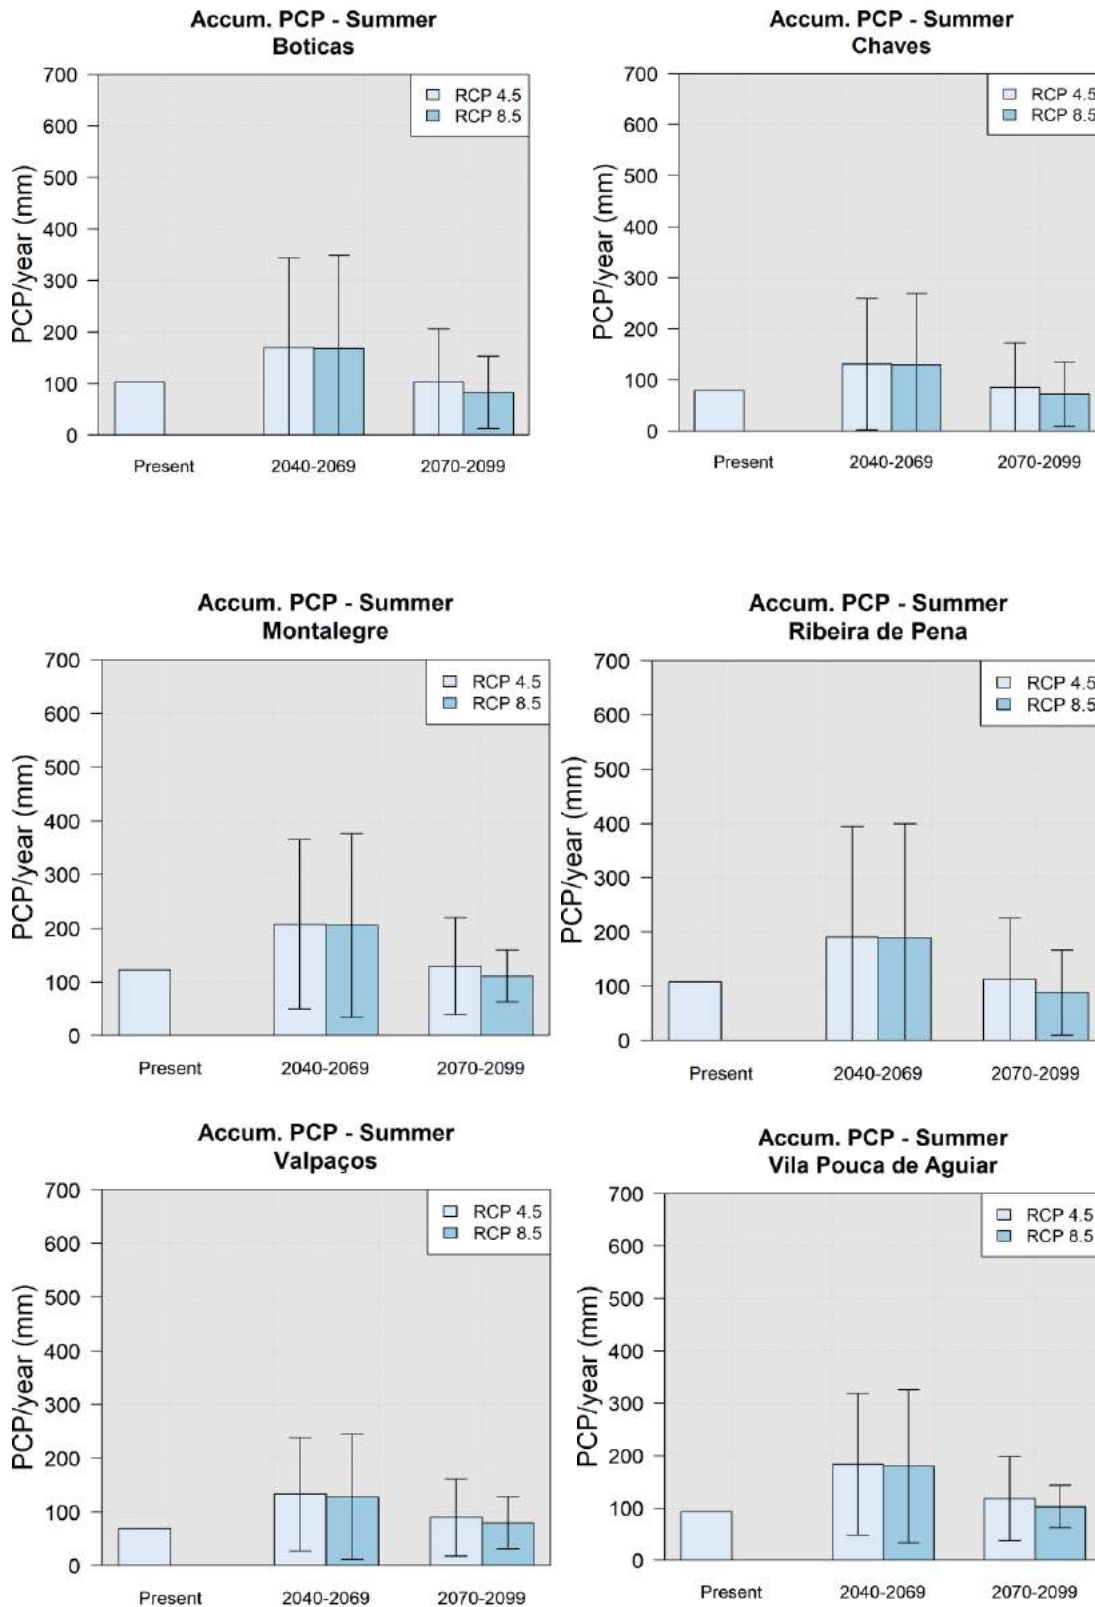 Accum. PCP - Summer
Boticas
RCP 4.5
RCP 8.5
PCP/year (mm)
700
600
500
400
300
200
100
0
Present
2040-2069
2070-2099
Accum. PCP - Summer
Chaves
RCP 4.5
RCP 8.5
PCP/year (mm)
700
600
500
400
300
200
100
0
Present
2040-2069
2070-2099
Accum. PCP - Summer
Montalegre
RCP 4.5
RCP 8.5
PCP/year (mm)
700
600
500
400
300
200
100
0
Present
2040-2069
2070-2099
Accum. PCP - Summer
Ribeira de Pena
RCP 4.5
RCP 8.5
PCP/year (mm)
700
600
500
400
300
200
100
0
Present
2040-2069
2070-2099
Accum. PCP - Summer
Valpaços
RCP 4.5
RCP 8.5
PCP/year (mm)
700
600
500
400
300
200
100
0
Present
2040-2069
2070-2099
Accum. PCP - Summer
Vila Pouca de Aguiar
RCP 4.5
RCP 8.5
PCP/year (mm)
700
600
500
400
300
200
100
0
Present
2040-2069
2070-2099